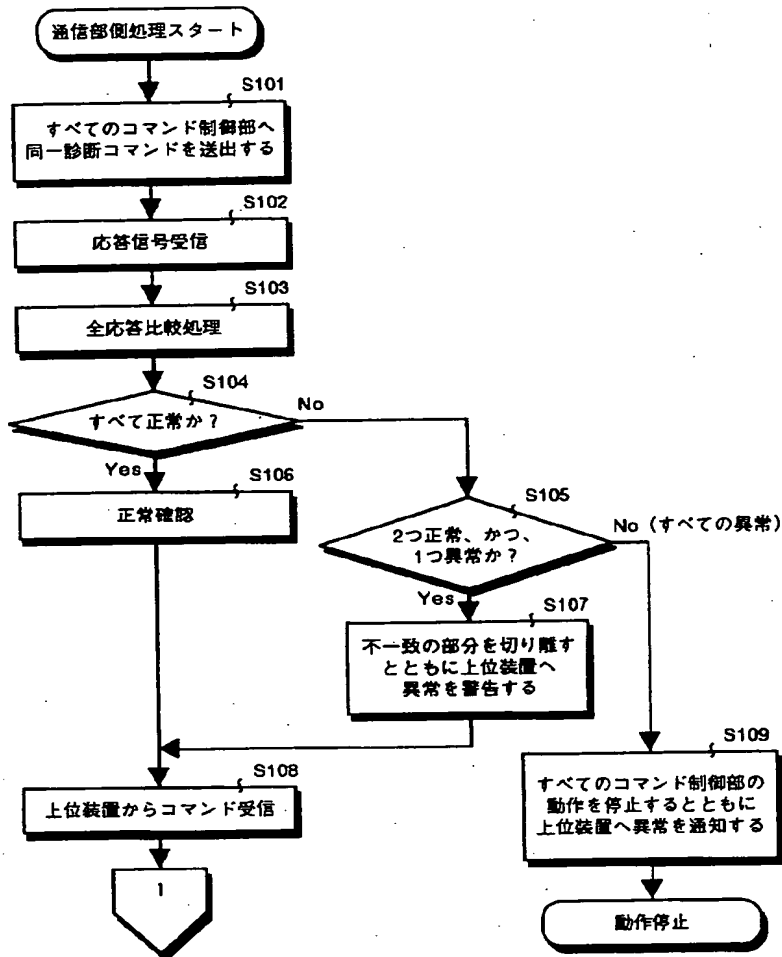 通信部側処理スタート
S101
すべてのコマンド制御部へ
同一診断コマンドを送出する
S102
応答信号受信
S103
全応答比較処理
S104
すべて正常か?
No
Yes
S106
正常確認
S105
2つ正常、かつ、
1つ異常か?
No(すべての異常)
Yes
S107
不一致の部分を切り離す
とともに上位装置へ
異常を警告する
S108
上位装置からコマンド受信
1
S109
すべてのコマンド制御部の
動作を停止するとともに
上位装置へ異常を通知する
動作停止